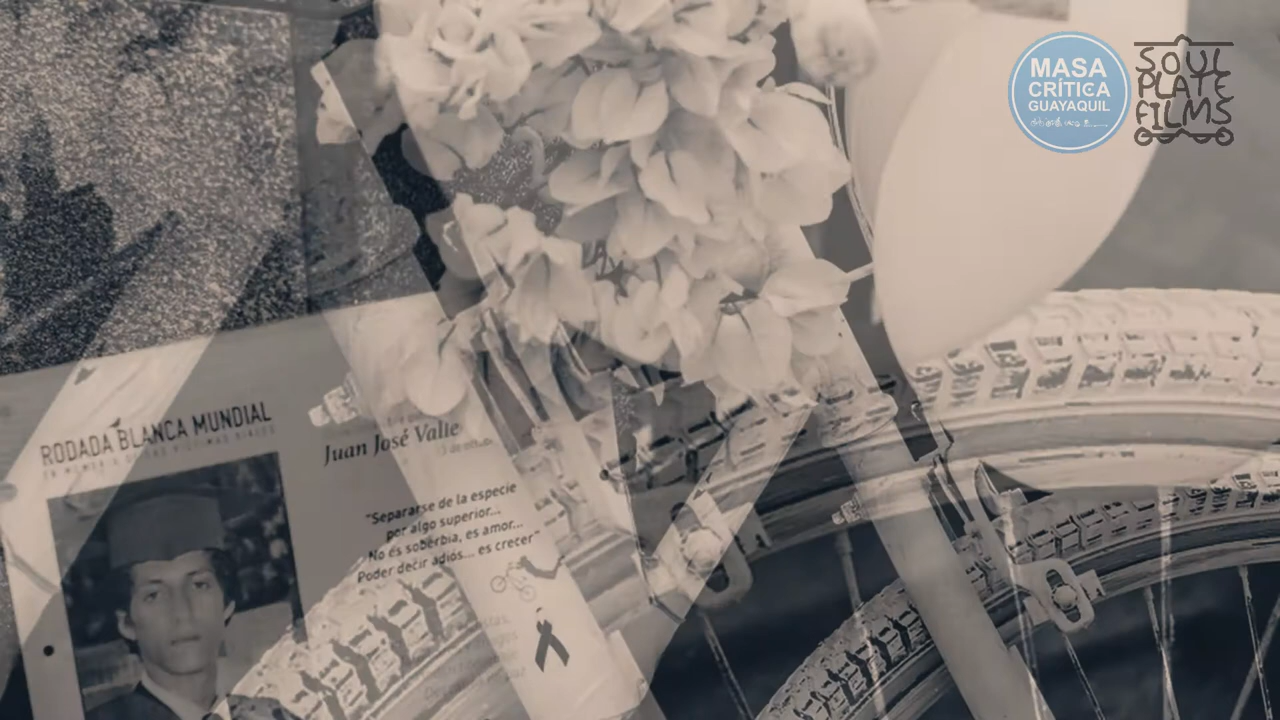 MASA
CRÍTICA
GUAYAQUIL
SOUL
PLATE
FILMS
RODADA BLANCA MUNDIAL
Juan José Valle
"Separarse de la especie
por algo superior...
No és soberbia, es amor...
Poder decir adiós... es crecer"